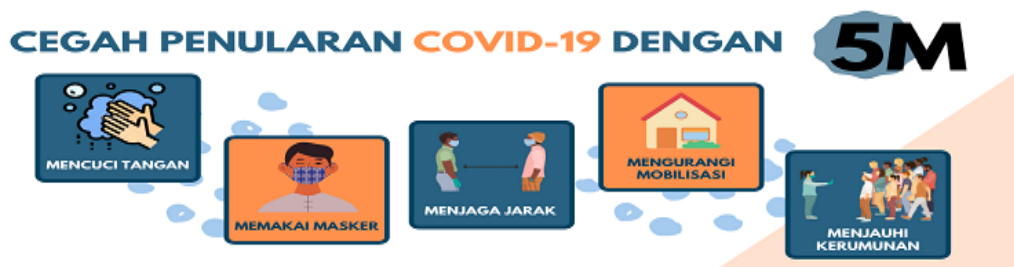 CEGAH PENULARAN COVID-19 DENGAN 5M
MENCUCI TANGAN
MEMAKAI MASKER
MENJAGA JARAK
MENGURANGI
MOBILISASI
MENJAUHI
KERUMUNAN